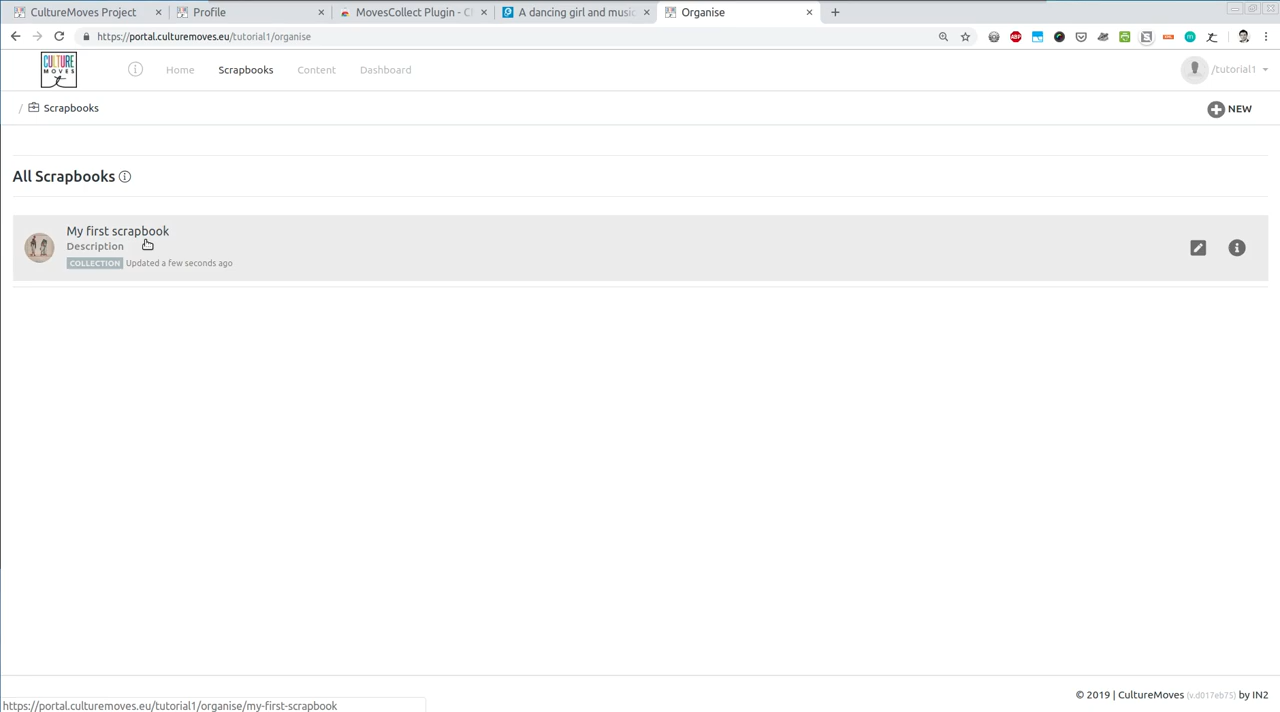 CultureMoves Project
Profile
MovesCollect Plugin - C
A dancing girl and music
Organise
https://portal.culturemoves.eu/tutorial1/organise
ABP
CULTURE
MOVES
Home
Scrapbooks
Content
Dashboard
/tutorial1
/ Scrapbooks
NEW
All Scrapbooks
My first scrapbook
Description
COLLECTION Updated a few seconds ago
© 2019 | CultureMoves (v.d017eb75) by IN2
https://portal.culturemoves.eu/tutorial1/organise/my-first-scrapbook